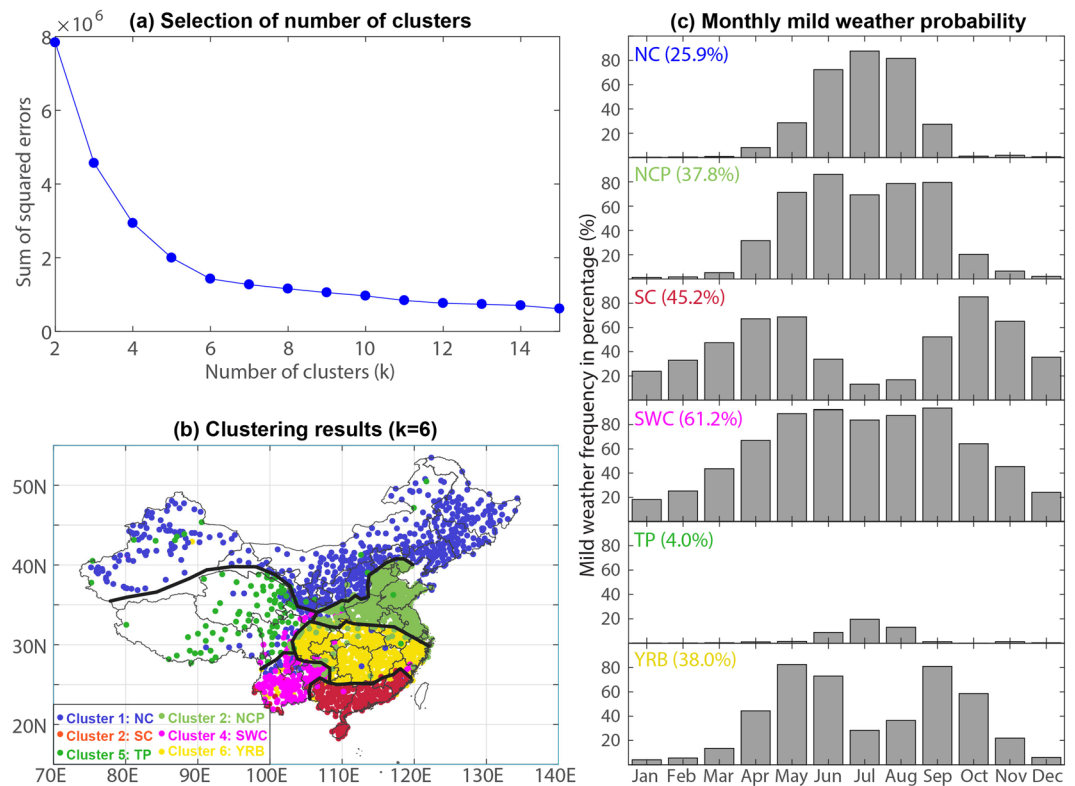 (a) Selection of number of clusters
×10⁶
8
6
4
2
0
Sum of squared errors
2 4 6 8 10 12 14
Number of clusters (k)
(b) Clustering results (k=6)
50N
40N
30N
20N
Cluster 1: NC
Cluster 2: NCP
Cluster 2: SC
Cluster 4: SWC
Cluster 5: TP
Cluster 6: YRB
70E 80E 90E 100E 110E 120E 130E 140E
(c) Monthly mild weather probability
Mild weather frequency in percentage (%)
NC (25.9%)
80
60
40
20
NCP (37.8%)
80
60
40
20
SC (45.2%)
80
60
40
20
SWC (61.2%)
80
60
40
20
TP (4.0%)
80
60
40
20
YRB (38.0%)
80
60
40
20
Jan Feb Mar Apr May Jun Jul Aug Sep Oct Nov Dec